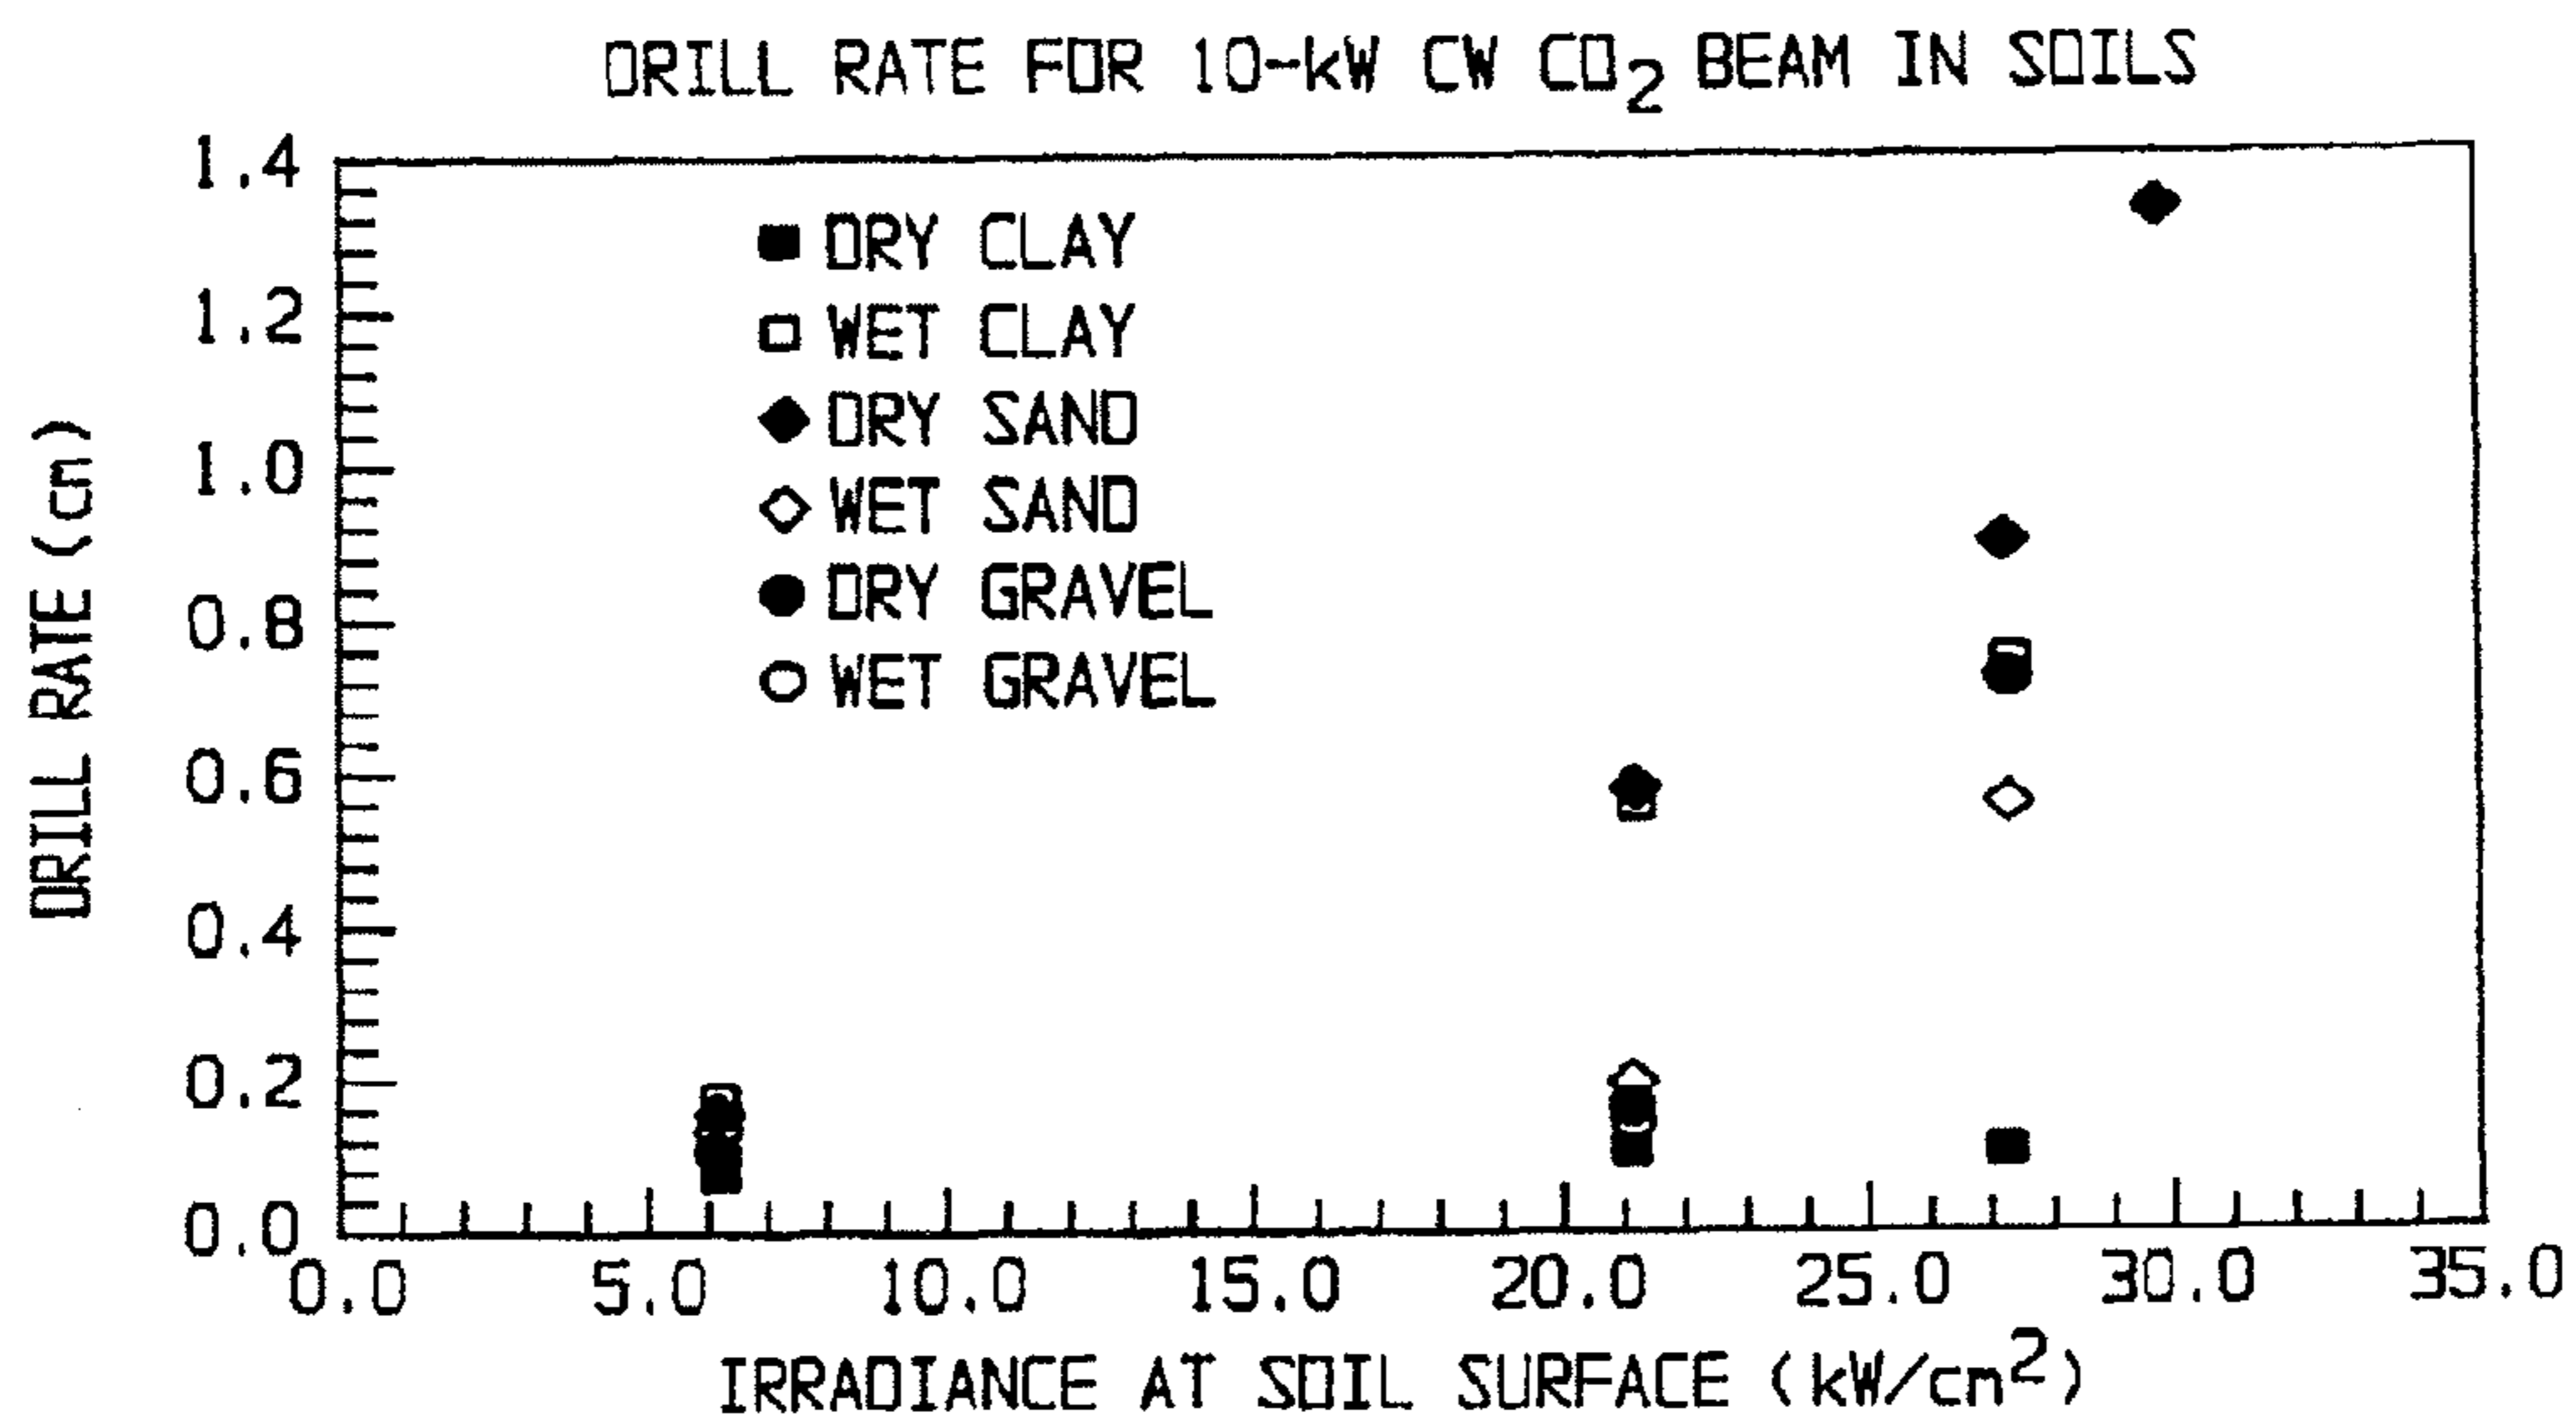 DRILL RATE FOR 10-kW CW CO₂ BEAM IN SOILS
1.4
1.2
1.0
0.8
0.6
0.4
0.2
0.0
DRILL RATE (cm)
DRY CLAY
WET CLAY
DRY SAND
WET SAND
DRY GRAVEL
WET GRAVEL
0.0 5.0 10.0 15.0 20.0 25.0 30.0 35.0
IRRADIANCE AT SOIL SURFACE (kW/cm²)